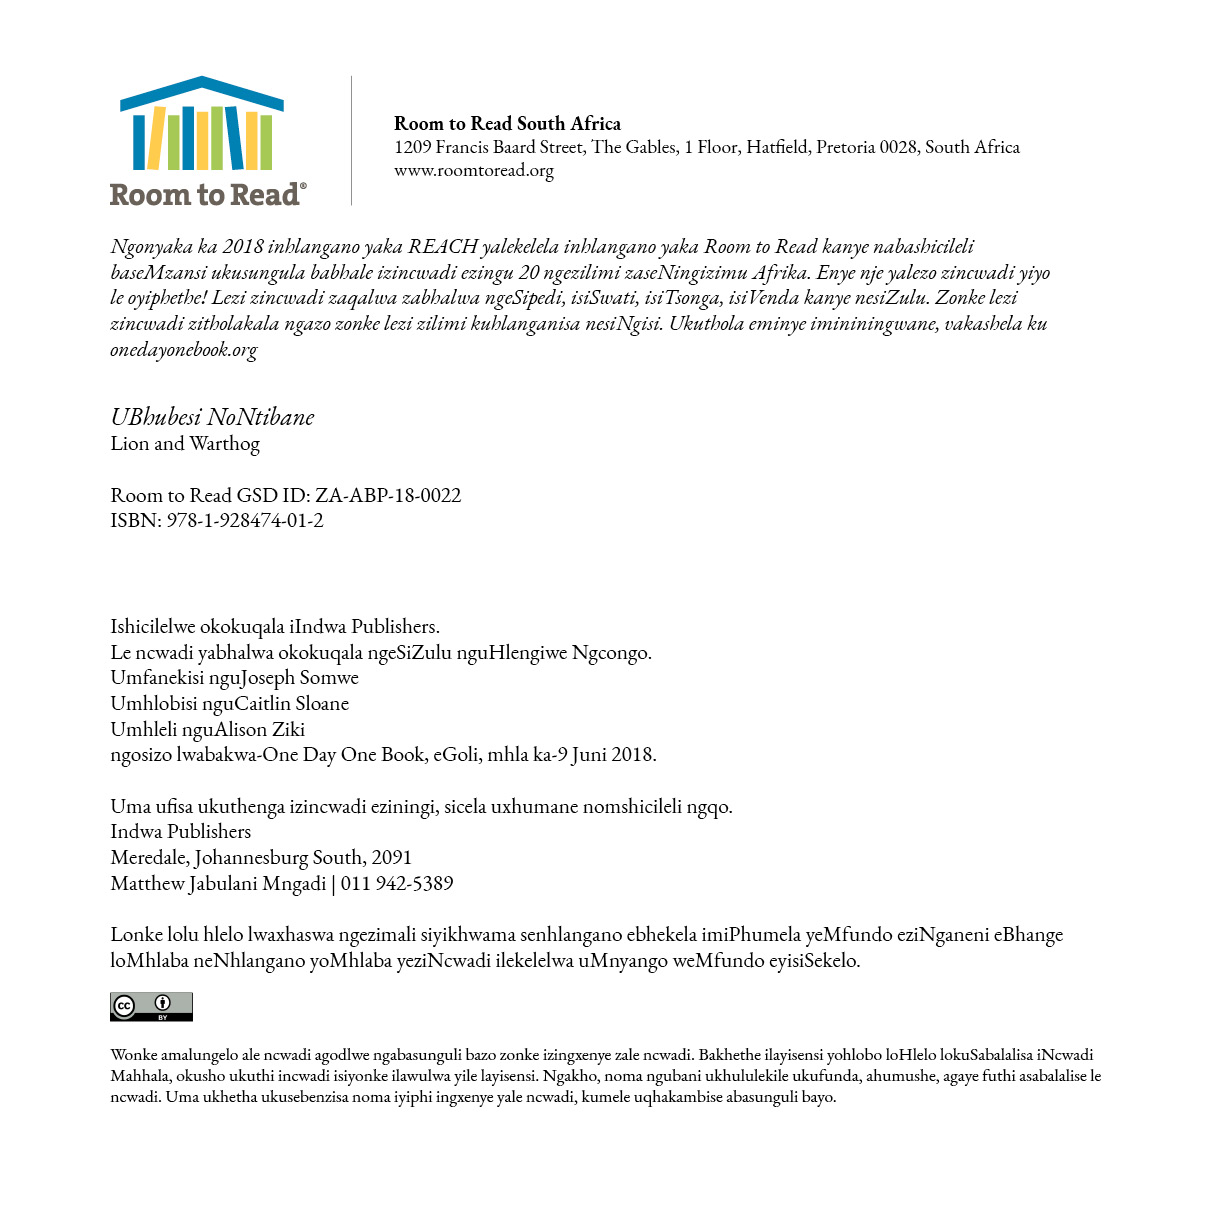 Room to Read®
Room to Read South Africa
1209 Francis Baard Street, The Gables, 1 Floor, Hatfield, Pretoria 0028, South Africa
www.roomtoread.org
Ngonyaka ka 2018 inhlangano yaka REACH yalekelela inhlangano yaka Room to Read kanye nabashicileli
baseMzansi ukusungula babhale izincwadi ezingu 20 ngezilimi zaseNingizimu Afrika. Enye nje yalezo zincwadi yiyo
le oyiphethe! Lezi zincwadi zaqalwa zabhalwa ngeSipedi, isiSwati, isiTsonga, isiVenda kanye nesiZulu. Zonke lezi
zincwadi zitholakala ngazo zonke lezi zilimi kuhlanganisa nesiNgisi. Ukuthola eminye imininingwane, vakashela ku
onedayonebook.org
UBhubesi NoNtibane
Lion and Warthog
Room to Read GSD ID: ZA-ABP-18-0022
ISBN: 978-1-928474-01-2
Ishicilelwe okokuqala iIndwa Publishers.
Le ncwadi yabhalwa okokuqala ngeSiZulu nguHlengiwe Ngcongo.
Umfanekisi nguJoseph Somwe
Umhlobisi nguCaitlin Sloane
Umhleli nguAlison Ziki
ngosizo lwabakwa-One Day One Book, eGoli, mhla ka-9 Juni 2018.
Uma ufisa ukuthenga izincwadi eziningi, sicela uxhumane nomshicileli ngqo.
Indwa Publishers
Meredale, Johannesburg South, 2091
Matthew Jabulani Mngadi | 011 942-5389
Lonke lolu hlelo lwaxhaswa ngezimali siyikhwama senhlangano ebhekela imiPhumela yeMfundo eziNganeni eBhange
loMhlaba neNhlangano yoMhlaba yeziNcwadi ilekelelwa uMnyango weMfundo eyisiSekelo.
cc BY
Wonke amalungelo ale ncwadi agodlwe ngabasunguli bazo zonke izingxenye zale ncwadi. Bakhethe ilayisensi yohlobo loHlelo lokuSabalalisa iNcwadi
Mahhala, okusho ukuthi incwadi isiyonke ilawulwa yile layisensi. Ngakho, noma ngubani ukhululekile ukufunda, ahumushe, agaye futhi asabalalise le
ncwadi. Uma ukhetha ukusebenzisa noma iyiphi ingxenye yale ncwadi, kumele uqhakambise abasunguli bayo.